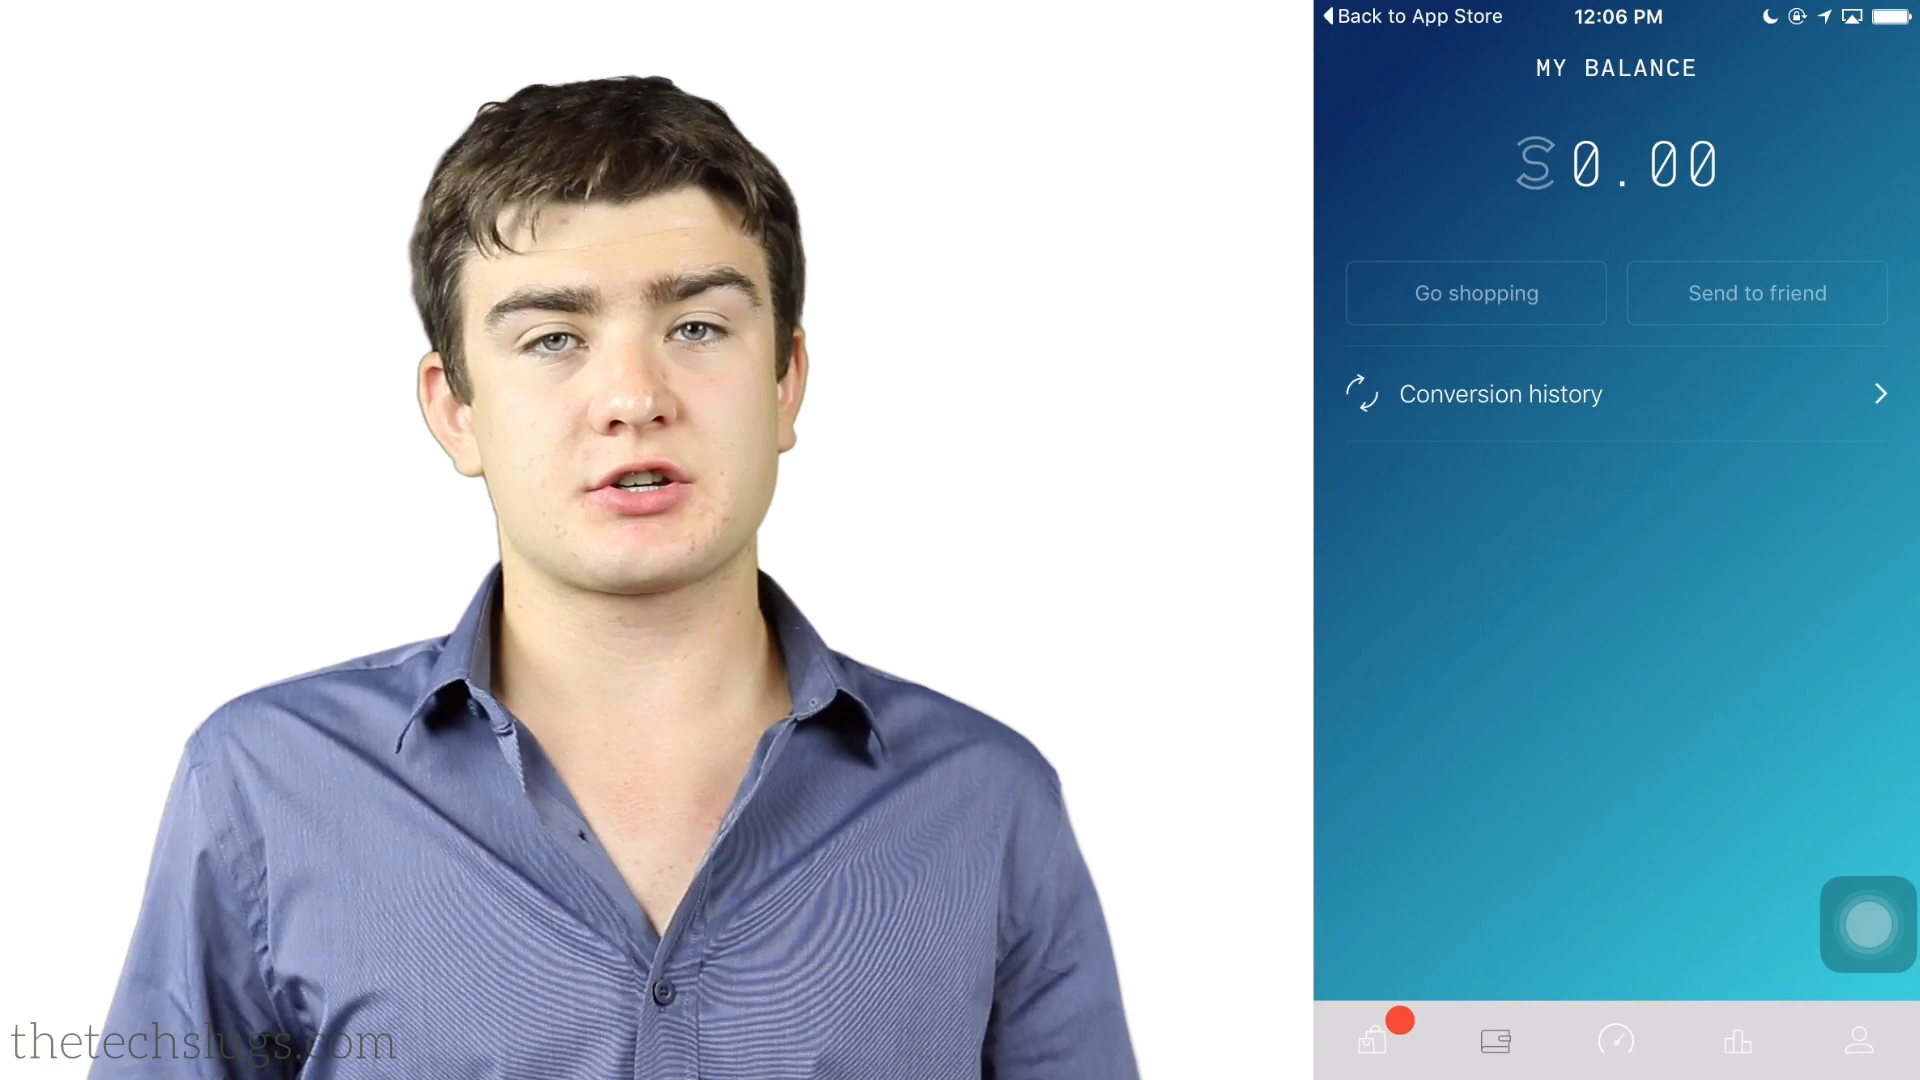 Back to App Store
12:06 PM
MY BALANCE
S0.00
Go shopping
Send to friend
Conversion history
thetechslugs.com